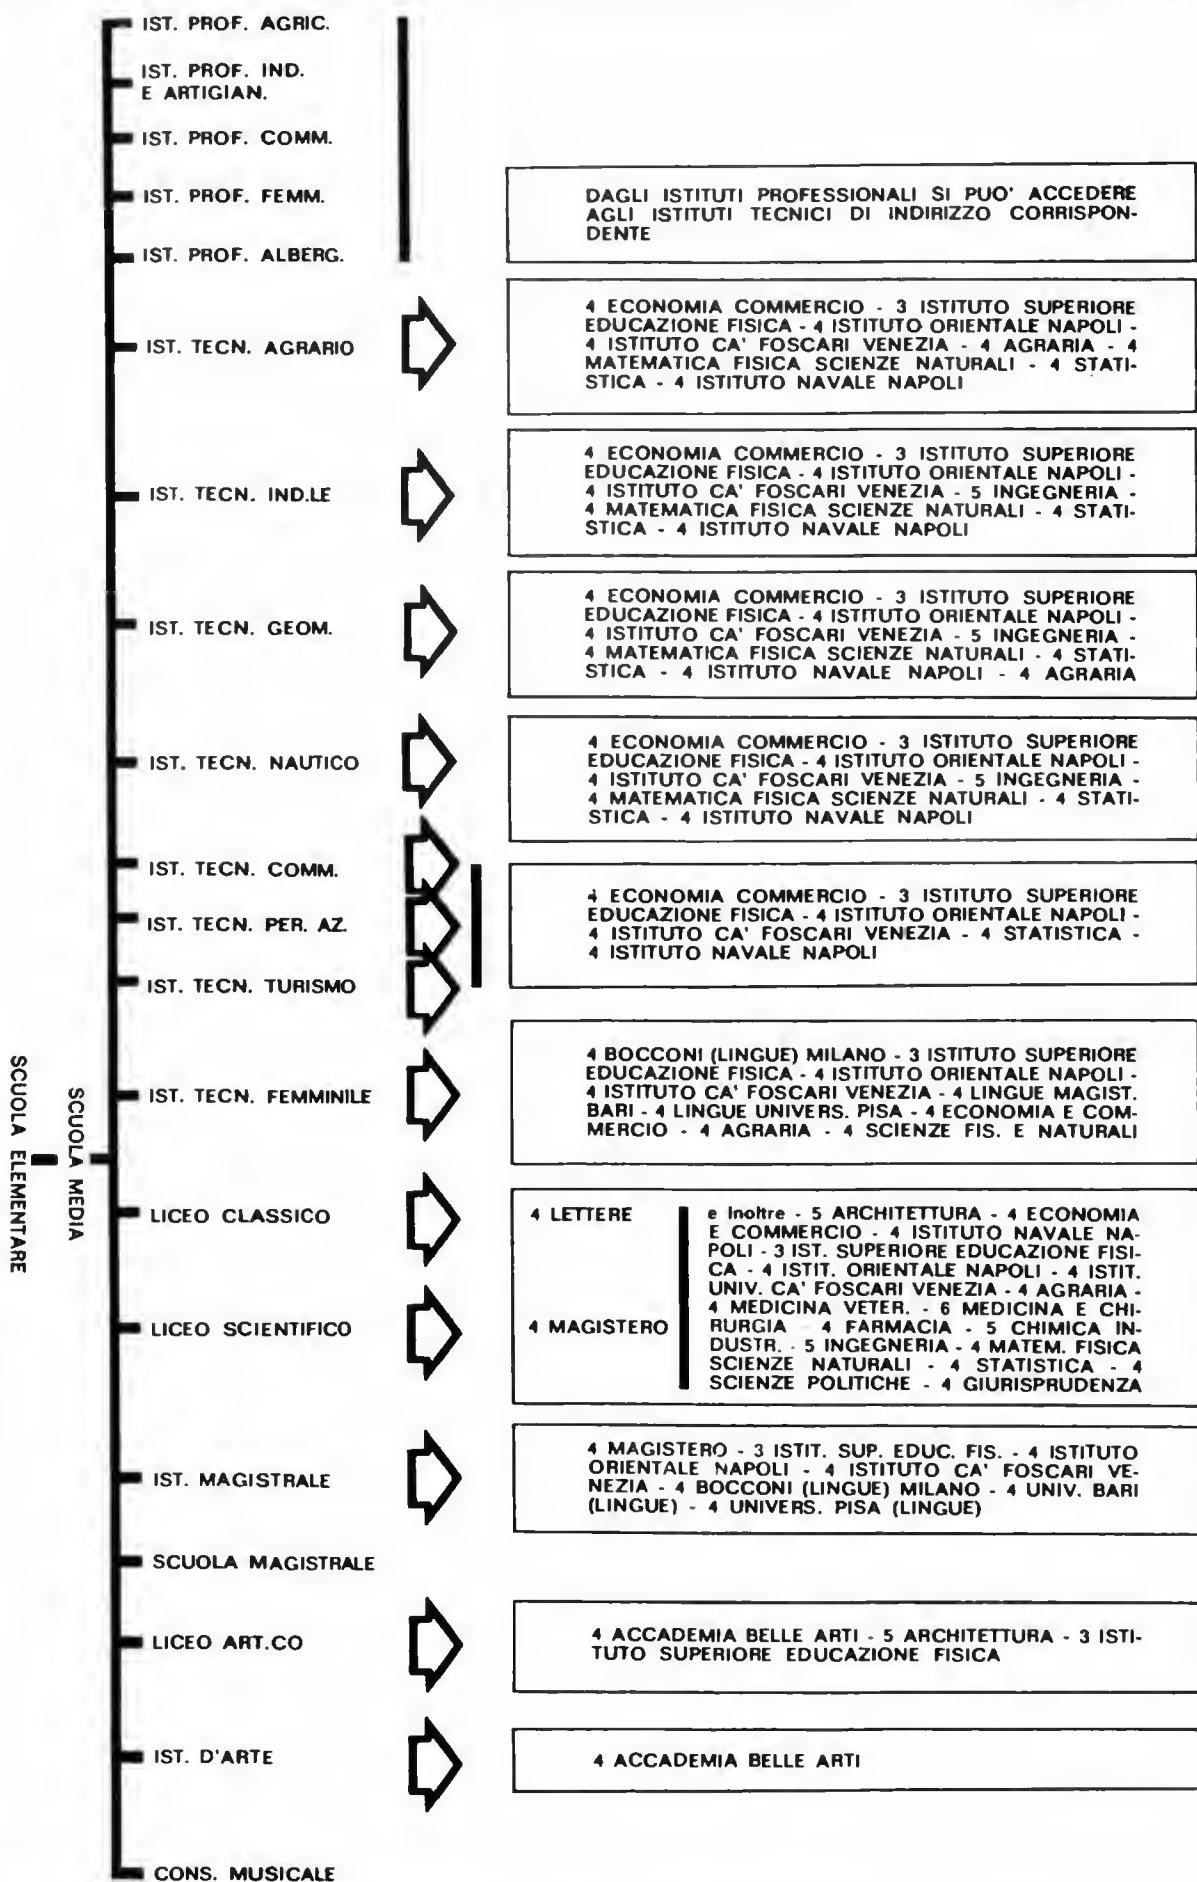 IST. PROF. AGRIC.
IST. PROF. IND.
E ARTIGIAN.
IST. PROF. COMM.
IST. PROF. FEMM.
IST. PROF. ALBERG.
DAGLI ISTITUTI PROFESSIONALI SI PUO' ACCEDERE
AGLI ISTITUTI TECNICI DI INDIRIZZO CORRISPON-
DENTE
IST. TECN. AGRARIO
4 ECONOMIA COMMERCIO - 3 ISTITUTO SUPERIORE
EDUCAZIONE FISICA - 4 ISTITUTO ORIENTALE NAPOLI -
4 ISTITUTO CA' FOSCARI VENEZIA - 4 AGRARIA - 4
MATEMATICA FISICA SCIENZE NATURALI - 4 STATI-
STICA - 4 ISTITUTO NAVALE NAPOLI
IST. TECN. IND.LE
4 ECONOMIA COMMERCIO - 3 ISTITUTO SUPERIORE
EDUCAZIONE FISICA - 4 ISTITUTO ORIENTALE NAPOLI -
4 ISTITUTO CA' FOSCARI VENEZIA - 5 INGEGNERIA -
4 MATEMATICA FISICA SCIENZE NATURALI - 4 STATI-
STICA - 4 ISTITUTO NAVALE NAPOLI
IST. TECN. GEOM.
4 ECONOMIA COMMERCIO - 3 ISTITUTO SUPERIORE
EDUCAZIONE FISICA - 4 ISTITUTO ORIENTALE NAPOLI -
4 ISTITUTO CA' FOSCARI VENEZIA - 5 INGEGNERIA -
4 MATEMATICA FISICA SCIENZE NATURALI - 4 STATI-
STICA - 4 ISTITUTO NAVALE NAPOLI - 4 AGRARIA
IST. TECN. NAUTICO
4 ECONOMIA COMMERCIO - 3 ISTITUTO SUPERIORE
EDUCAZIONE FISICA - 4 ISTITUTO ORIENTALE NAPOLI -
4 ISTITUTO CA' FOSCARI VENEZIA - 5 INGEGNERIA -
4 MATEMATICA FISICA SCIENZE NATURALI - 4 STATI-
STICA - 4 ISTITUTO NAVALE NAPOLI
IST. TECN. COMM.
IST. TECN. PER. AZ.
IST. TECN. TURISMO
4 ECONOMIA COMMERCIO - 3 ISTITUTO SUPERIORE
EDUCAZIONE FISICA - 4 ISTITUTO ORIENTALE NAPOLI -
4 ISTITUTO CA' FOSCARI VENEZIA - 4 STATISTICA -
4 ISTITUTO NAVALE NAPOLI
IST. TECN. FEMMINILE
4 BOCCONI (LINGUE) MILANO - 3 ISTITUTO SUPERIORE
EDUCAZIONE FISICA - 4 ISTITUTO ORIENTALE NAPOLI -
4 ISTITUTO CA' FOSCARI VENEZIA - 4 LINGUE MAGIST.
BARI - 4 LINGUE UNIVERS. PISA - 4 ECONOMIA E COM-
MERCIO - 4 AGRARIA - 4 SCIENZE FIS. E NATURALI
SCUOLA ELEMENTARE
SCUOLA MEDIA
LICEO CLASSICO
LICEO SCIENTIFICO
4 LETTERE
4 MAGISTERO
e Inoltre - 5 ARCHITETTURA - 4 ECONOMIA
E COMMERCIO - 4 ISTITUTO NAVALE NA-
POLI - 3 IST. SUPERIORE EDUCAZIONE FISI-
CA - 4 ISTIT. ORIENTALE NAPOLI - 4 ISTIT.
UNIV. CA' FOSCARI VENEZIA - 4 AGRARIA -
4 MEDICINA VETER. - 6 MEDICINA E CHI-
RURGIA - 4 FARMACIA - 5 CHIMICA IN-
DUSTR. - 5 INGEGNERIA - 4 MATEM. FISICA
SCIENZE NATURALI - 4 STATISTICA - 4
SCIENZE POLITICHE - 4 GIURISPRUDENZA
IST. MAGISTRALE
4 MAGISTERO - 3 ISTIT. SUP. EDUC. FIS. - 4 ISTITUTO
ORIENTALE NAPOLI - 4 ISTITUTO CA' FOSCARI VE-
NEZIA - 4 BOCCONI (LINGUE) MILANO - 4 UNIV. BARI
(LINGUE) - 4 UNIVERS. PISA (LINGUE)
SCUOLA MAGISTRALE
LICEO ART.CO
4 ACCADEMIA BELLE ARTI - 5 ARCHITETTURA - 3 ISTI-
TUTO SUPERIORE EDUCAZIONE FISICA
IST. D'ARTE
4 ACCADEMIA BELLE ARTI
CONS. MUSICALE